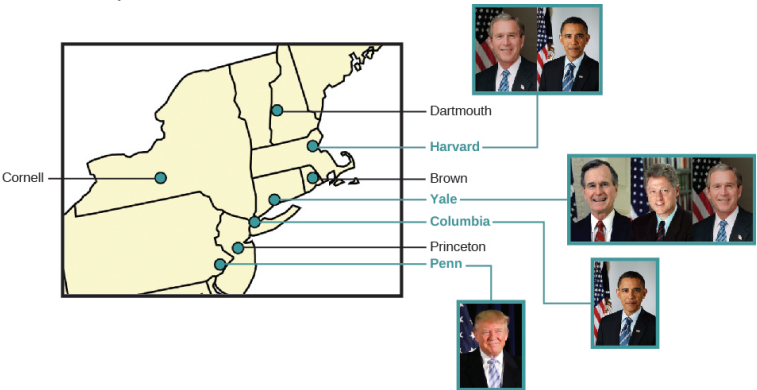 Dartmouth
Harvard
Cornell
Brown
Yale
Columbia
Princeton
Penn